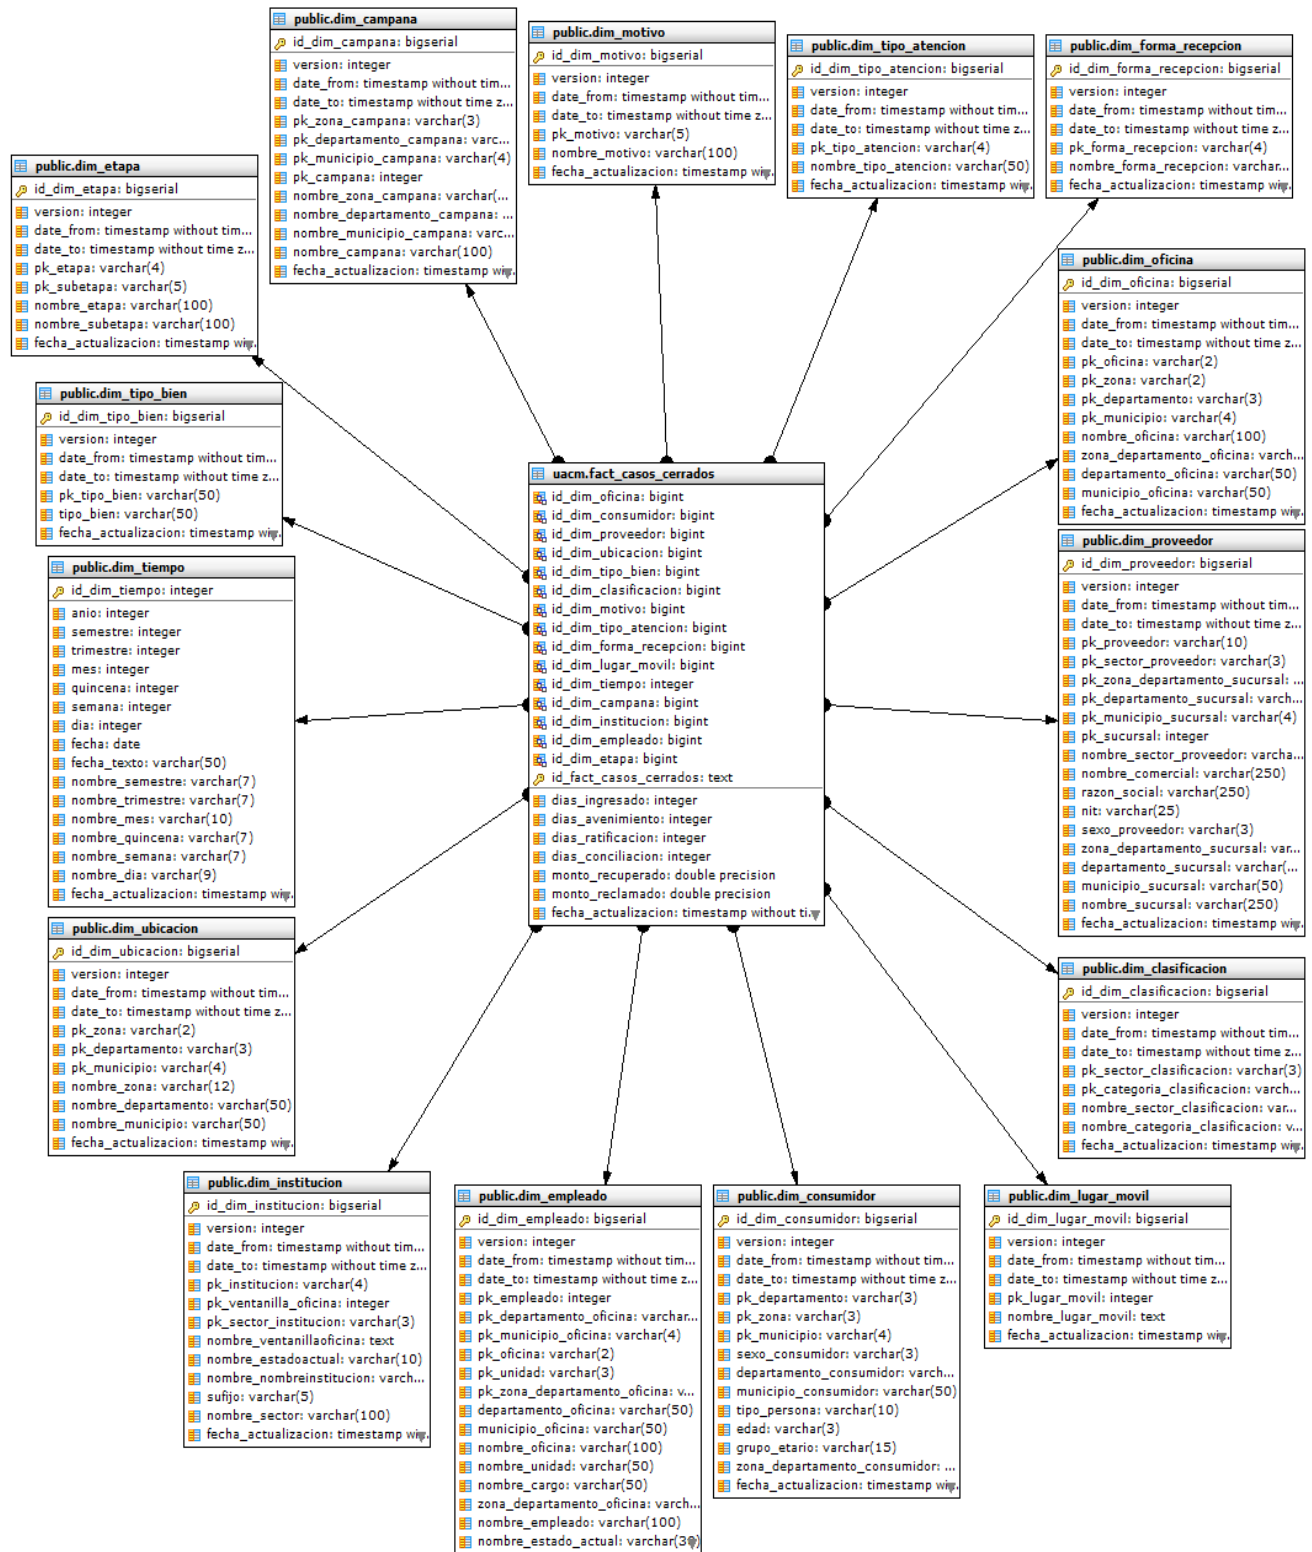 public.dim_campana
id_dim_campana: bigserial
version: integer
date_from: timestamp without tim...
date_to: timestamp without time z...
pk_zona_campana: varchar(3)
pk_departamento_campana: varc...
pk_municipio_campana: varchar(4)
pk_campana: integer
nombre_zona_campana: varchar(...
nombre_departamento_campana: ...
nombre_municipio_campana: varc...
nombre_campana: varchar(100)
fecha_actualizacion: timestamp wi...
public.dim_motivo
id_dim_motivo: bigserial
version: integer
date_from: timestamp without tim...
date_to: timestamp without time z...
pk_motivo: varchar(5)
nombre_motivo: varchar(100)
fecha_actualizacion: timestamp wi...
public.dim_tipo_atencion
id_dim_tipo_atencion: bigserial
version: integer
date_from: timestamp without tim...
date_to: timestamp without time z...
pk_tipo_atencion: varchar(4)
nombre_tipo_atencion: varchar(50)
fecha_actualizacion: timestamp wi...
public.dim_forma_recepcion
id_dim_forma_recepcion: bigserial
version: integer
date_from: timestamp without tim...
date_to: timestamp without time z...
pk_forma_recepcion: varchar(4)
nombre_forma_recepcion: varchar...
fecha_actualizacion: timestamp wi...
public.dim_etapa
id_dim_etapa: bigserial
version: integer
date_from: timestamp without tim...
date_to: timestamp without time z...
pk_etapa: varchar(4)
pk_subetapa: varchar(5)
nombre_etapa: varchar(100)
nombre_subetapa: varchar(100)
fecha_actualizacion: timestamp wi...
public.dim_oficina
id_dim_oficina: bigserial
version: integer
date_from: timestamp without tim...
date_to: timestamp without time z...
pk_oficina: varchar(2)
pk_zona: varchar(2)
pk_departamento: varchar(3)
pk_municipio: varchar(4)
nombre_oficina: varchar(100)
zona_departamento_oficina: varch...
departamento_oficina: varchar(50)
municipio_oficina: varchar(50)
fecha_actualizacion: timestamp wi...
public.dim_tipo_bien
id_dim_tipo_bien: bigserial
version: integer
date_from: timestamp without tim...
date_to: timestamp without time z...
pk_tipo_bien: varchar(50)
tipo_bien: varchar(50)
fecha_actualizacion: timestamp wi...
uacm.fact_casos_cerrados
id_dim_oficina: bigint
id_dim_consumidor: bigint
id_dim_proveedor: bigint
id_dim_ubicacion: bigint
id_dim_tipo_bien: bigint
id_dim_clasificacion: bigint
id_dim_motivo: bigint
id_dim_tipo_atencion: bigint
id_dim_forma_recepcion: bigint
id_dim_lugar_movil: bigint
id_dim_tiempo: integer
id_dim_campana: bigint
id_dim_institucion: bigint
id_dim_empleado: bigint
id_dim_etapa: bigint
id_fact_casos_cerrados: text
dias_ingresado: integer
dias_avenimiento: integer
dias_ratificacion: integer
dias_conciliacion: integer
monto_recuperado: double precision
monto_reclamado: double precision
fecha_actualizacion: timestamp without ti...
public.dim_proveedor
id_dim_proveedor: bigserial
version: integer
date_from: timestamp without tim...
date_to: timestamp without time z...
pk_proveedor: varchar(10)
pk_sector_proveedor: varchar(3)
pk_zona_departamento_sucursal: ...
pk_departamento_sucursal: varch...
pk_municipio_sucursal: varchar(4)
pk_sucursal: integer
nombre_sector_proveedor: varcha...
nombre_comercial: varchar(250)
razon_social: varchar(250)
nit: varchar(25)
sexo_proveedor: varchar(3)
zona_departamento_sucursal: var...
departamento_sucursal: varchar(...
municipio_sucursal: varchar(50)
nombre_sucursal: varchar(250)
fecha_actualizacion: timestamp wi...
public.dim_tiempo
id_dim_tiempo: integer
anio: integer
semestre: integer
trimestre: integer
mes: integer
quincena: integer
semana: integer
dia: integer
fecha: date
fecha_texto: varchar(50)
nombre_semestre: varchar(7)
nombre_trimestre: varchar(7)
nombre_mes: varchar(10)
nombre_quincena: varchar(7)
nombre_semana: varchar(7)
nombre_dia: varchar(9)
fecha_actualizacion: timestamp wi...
public.dim_ubicacion
id_dim_ubicacion: bigserial
version: integer
date_from: timestamp without tim...
date_to: timestamp without time z...
pk_zona: varchar(2)
pk_departamento: varchar(3)
pk_municipio: varchar(4)
nombre_zona: varchar(12)
nombre_departamento: varchar(50)
nombre_municipio: varchar(50)
fecha_actualizacion: timestamp wi...
public.dim_clasificacion
id_dim_clasificacion: bigserial
version: integer
date_from: timestamp without tim...
date_to: timestamp without time z...
pk_sector_clasificacion: varchar(3)
pk_categoria_clasificacion: varch...
nombre_sector_clasificacion: var...
nombre_categoria_clasificacion: v...
fecha_actualizacion: timestamp wi...
public.dim_institucion
id_dim_institucion: bigserial
version: integer
date_from: timestamp without tim...
date_to: timestamp without time z...
pk_institucion: varchar(4)
pk_ventanilla_oficina: integer
pk_sector_institucion: varchar(3)
nombre_ventanillaoficina: text
nombre_estadoactual: varchar(10)
nombre_nombreinstitucion: varch...
sufijo: varchar(5)
nombre_sector: varchar(100)
fecha_actualizacion: timestamp wi...
public.dim_empleado
id_dim_empleado: bigserial
version: integer
date_from: timestamp without tim...
date_to: timestamp without time z...
pk_empleado: integer
pk_departamento_oficina: varchar...
pk_municipio_oficina: varchar(4)
pk_oficina: varchar(2)
pk_unidad: varchar(3)
pk_zona_departamento_oficina: v...
departamento_oficina: varchar(50)
municipio_oficina: varchar(50)
nombre_oficina: varchar(100)
nombre_unidad: varchar(50)
nombre_cargo: varchar(50)
zona_departamento_oficina: varch...
nombre_empleado: varchar(100)
nombre_estado_actual: varchar(30)
public.dim_consumidor
id_dim_consumidor: bigserial
version: integer
date_from: timestamp without tim...
date_to: timestamp without time z...
pk_departamento: varchar(3)
pk_zona: varchar(3)
pk_municipio: varchar(4)
sexo_consumidor: varchar(3)
departamento_consumidor: varch...
municipio_consumidor: varchar(50)
tipo_persona: varchar(10)
edad: varchar(3)
grupo_etario: varchar(15)
zona_departamento_consumidor: ...
fecha_actualizacion: timestamp wi...
public.dim_lugar_movil
id_dim_lugar_movil: bigserial
version: integer
date_from: timestamp without tim...
date_to: timestamp without time z...
pk_lugar_movil: integer
nombre_lugar_movil: text
fecha_actualizacion: timestamp wi...